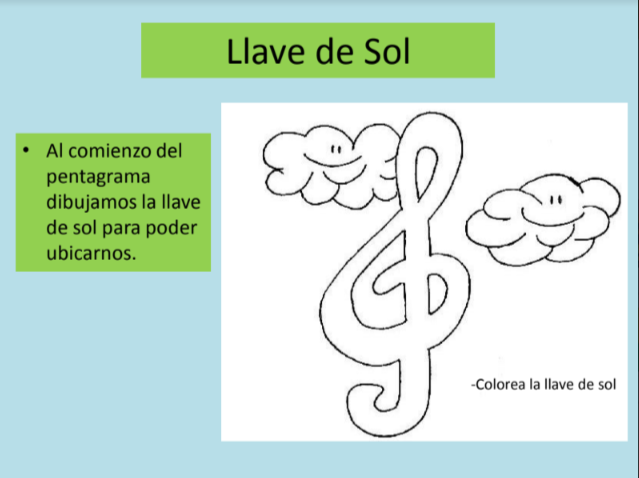 Llave de Sol
• Al comienzo del
pentagrama
dibujamos la llave
de sol para poder
ubicarnos.
-Colorea la llave de sol